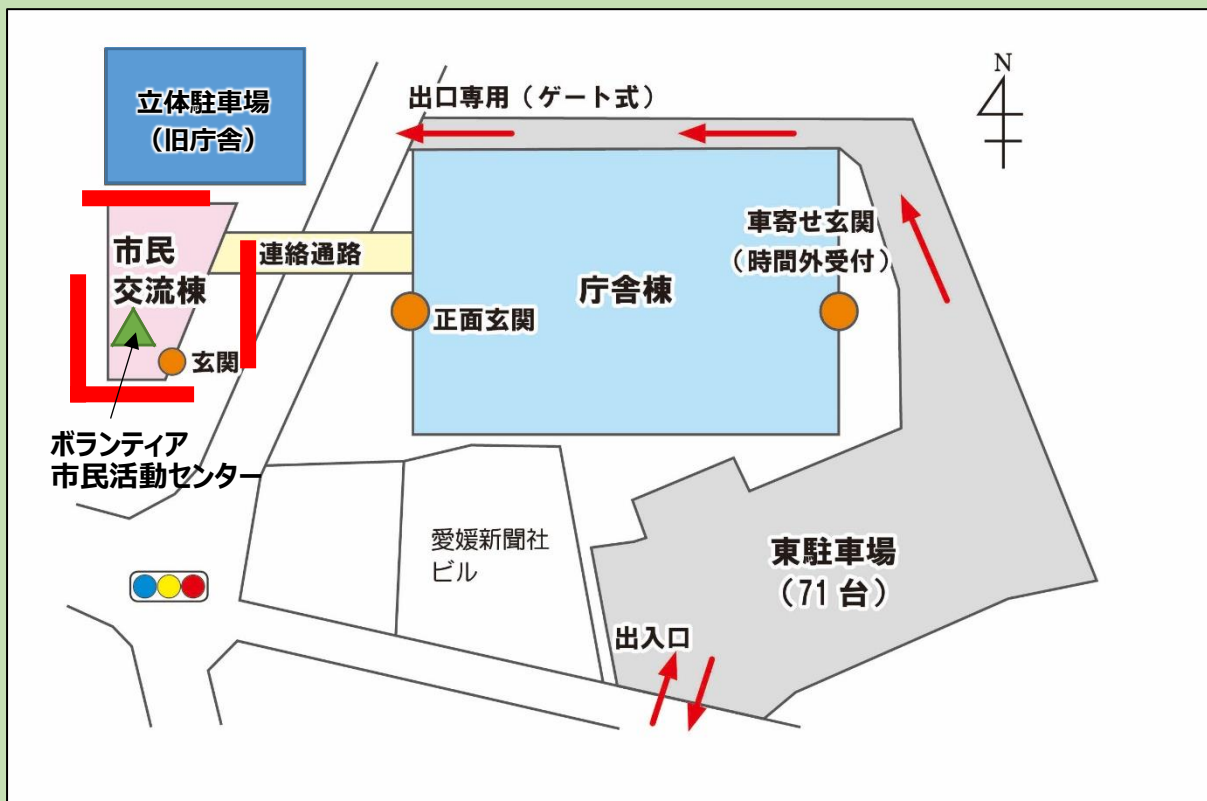 立体駐車場
（旧庁舎）
出口専用（ゲート式）
N
市民
交流棟
連絡通路
車寄せ玄関
（時間外受付）
庁舎棟
正面玄関
玄関
ボランティア
市民活動センター
愛媛新聞社
ビル
東駐車場
（71台）
出入口